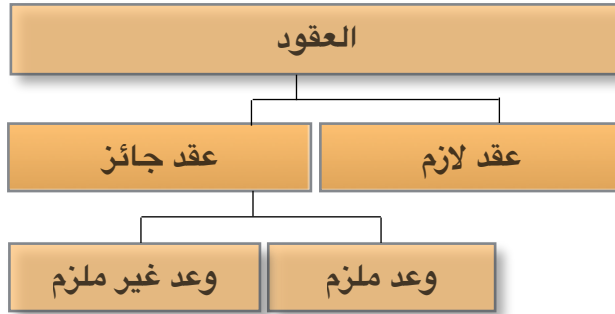 العقود
عقد لازم
عقد جائز
وعد ملزم
وعد غير ملزم